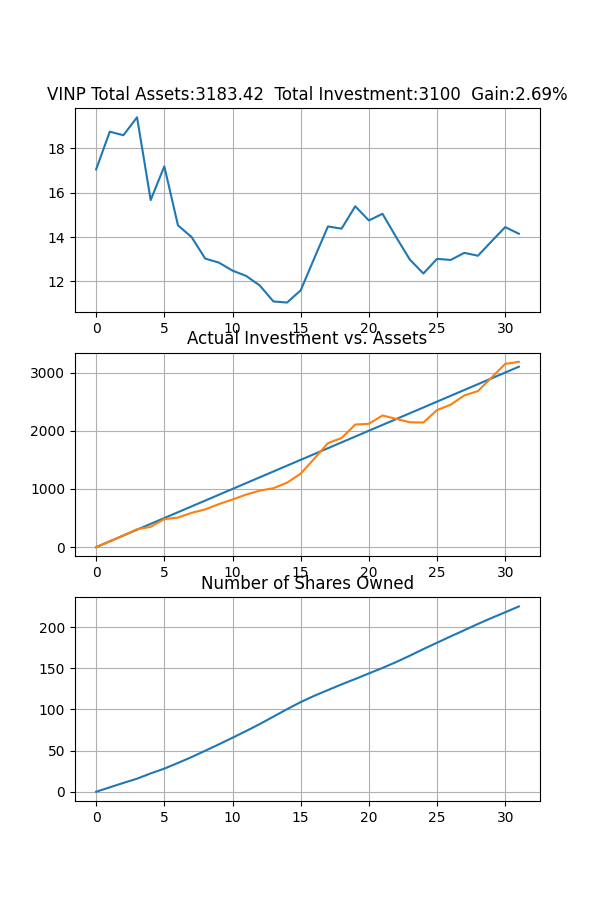 VINP Total Assets:3183.42  Total Investment:3100  Gain:2.69%
18
16
14
12
0 5 10 15 20 25 30
Actual Investment vs. Assets
3000
2000
1000
0
0 5 10 15 20 25 30
Number of Shares Owned
200
150
100
50
0
0 5 10 15 20 25 30